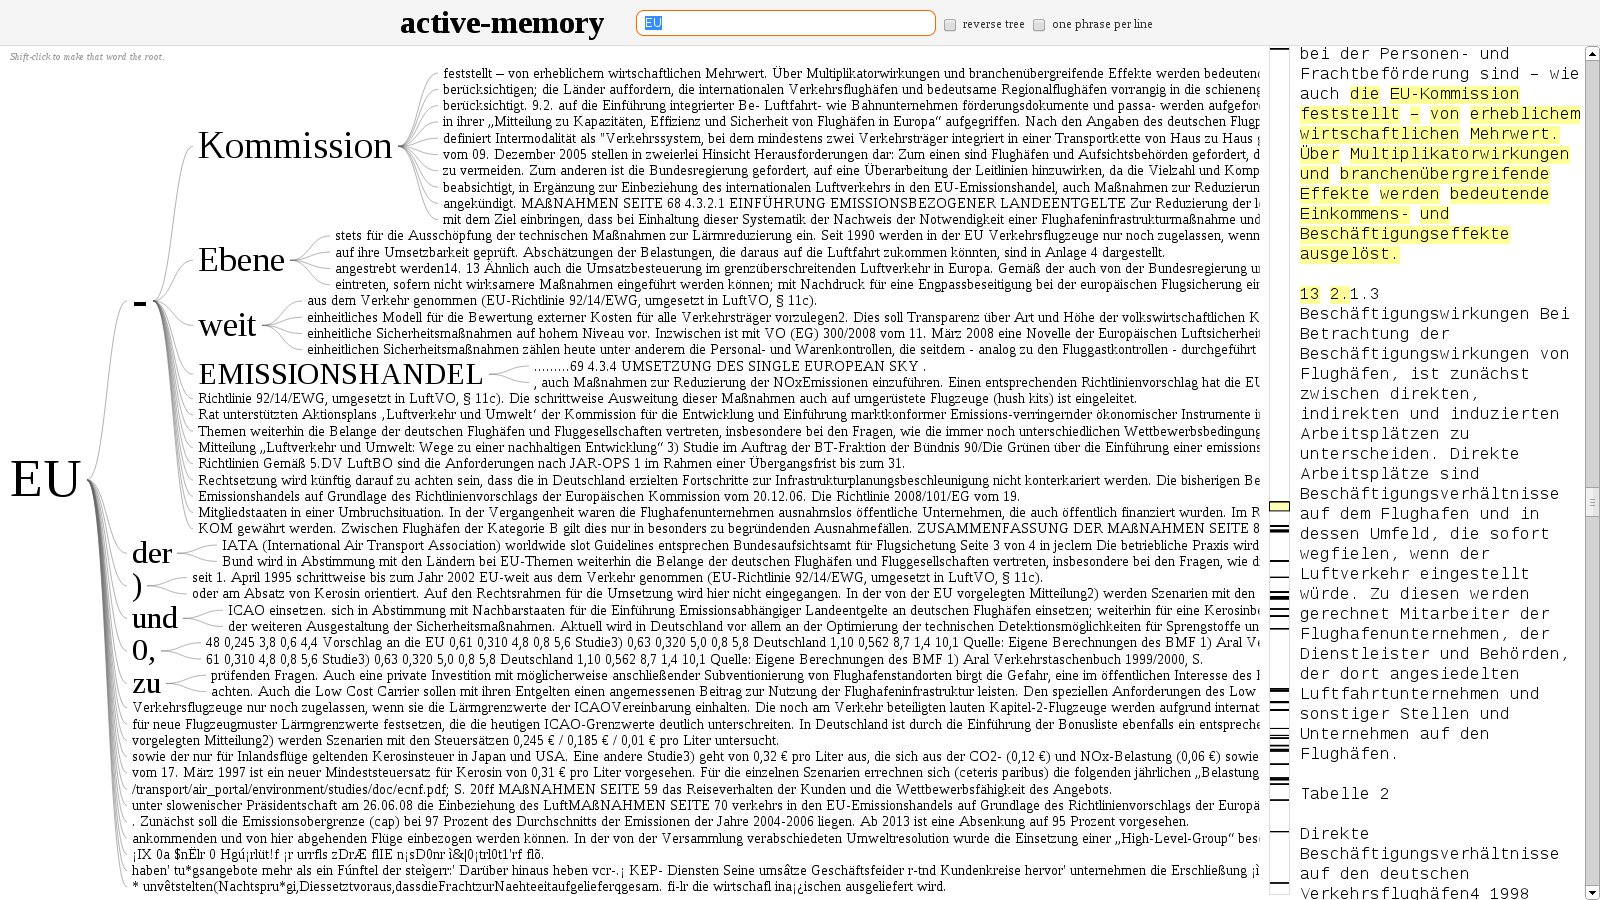 active-memory
EU
reverse tree
one phrase per line
Shift-click to make that word the root.
EU
-
Kommission
feststellt – von erheblichem wirtschaftlichen Mehrwert. Über Multiplikatorwirkungen und branchenübergreifende Effekte werden bedeutend
berücksichtigen; die Länder auffordern, die internationalen Verkehrsflughäfen und bedeutsame Regionalflughäfen vorrangig in die schieneng
berücksichtigt. 9.2. auf die Einführung integrierter Be- Luftfahrt- wie Bahnunternehmen förderungsdokumente und passa- werden aufgefor
in ihrer „Mitteilung zu Kapazitäten, Effizienz und Sicherheit von Flughäfen in Europa“ aufgegriffen. Nach den Angaben des deutschen Flugp
definiert Intermodalität als "Verkehrssystem, bei dem mindestens zwei Verkehrsträger integriert in einer Transportkette von Haus zu Haus g
vom 09. Dezember 2005 stellen in zweierlei Hinsicht Herausforderungen dar: Zum einen sind Flughäfen und Aufsichtsbehörden gefordert, d
zu vermeiden. Zum anderen ist die Bundesregierung gefordert, auf eine Überarbeitung der Leitlinien hinzuwirken, da die Vielzahl und Komp
beabsichtigt, in Ergänzung zur Einbeziehung des internationalen Luftverkehrs in den EU-Emissionshandel, auch Maßnahmen zur Reduzierun
angekündigt. MAßNAHMEN SEITE 68 4.3.2.1 EINFÜHRUNG EMISSIONSBEZOGENER LANDEENTGELTE Zur Reduzierung der l
mit dem Ziel einbringen, dass bei Einhaltung dieser Systematik der Nachweis der Notwendigkeit einer Flughafeninfrastrukturmaßnahme und
Ebene
stets für die Ausschöpfung der technischen Maßnahmen zur Lärmreduzierung ein. Seit 1990 werden in der EU Verkehrsflugzeuge nur noch zugelassen, wenn
auf ihre Umsetzbarkeit geprüft. Abschätzungen der Belastungen, die daraus auf die Luftfahrt zukommen könnten, sind in Anlage 4 dargestellt.
angestrebt werden14. 13 Ähnlich auch die Umsatzbesteuerung im grenzüberschreitenden Luftverkehr in Europa. Gemäß der auch von der Bundesregierung u
eintreten, sofern nicht wirksamere Maßnahmen eingeführt werden können; mit Nachdruck für eine Engpassbeseitigung bei der europäischen Flugsicherung ein
weit
aus dem Verkehr genommen (EU-Richtlinie 92/14/EWG, umgesetzt in LuftVO, § 11c).
einheitliches Modell für die Bewertung externer Kosten für alle Verkehrsträger vorzulegen2. Dies soll Transparenz über Art und Höhe der volkswirtschaftlichen K
einheitliche Sicherheitsmaßnahmen auf hohem Niveau vor. Inzwischen ist mit VO (EG) 300/2008 vom 11. März 2008 eine Novelle der Europäischen Luftsicherheit
einheitlichen Sicherheitsmaßnahmen zählen heute unter anderem die Personal- und Warenkontrollen, die seitdem - analog zu den Fluggastkontrollen - durchgeführt
EMISSIONSHANDEL
.........69 4.3.4 UMSETZUNG DES SINGLE EUROPEAN SKY .
, auch Maßnahmen zur Reduzierung der NOxEmissionen einzuführen. Einen entsprechenden Richtlinienvorschlag hat die EU
Richtlinie 92/14/EWG, umgesetzt in LuftVO, § 11c). Die schrittweise Ausweitung dieser Maßnahmen auch auf umgerüstete Flugzeuge (hush kits) ist eingeleitet.
Rat unterstützten Aktionsplans ‚Luftverkehr und Umwelt‘ der Kommission für die Entwicklung und Einführung marktkonformer Emissions-verringernder ökonomischer Instrumente i
Themen weiterhin die Belange der deutschen Flughäfen und Fluggesellschaften vertreten, insbesondere bei den Fragen, wie die immer noch unterschiedlichen Wettbewerbsbedingung
Mitteilung „Luftverkehr und Umwelt: Wege zu einer nachhaltigen Entwicklung“ 3) Studie im Auftrag der BT-Fraktion der Bündnis 90/Die Grünen über die Einführung einer emissions
Richtlinien Gemäß 5.DV LuftBO sind die Anforderungen nach JAR-OPS 1 im Rahmen einer Übergangsfrist bis zum 31.
Rechtsetzung wird künftig darauf zu achten sein, dass die in Deutschland erzielten Fortschritte zur Infrastrukturplanungsbeschleunigung nicht konterkariert werden. Die bisherigen Be
Emissionshandels auf Grundlage des Richtlinienvorschlags der Europäischen Kommission vom 20.12.06. Die Richtlinie 2008/101/EG vom 19.
Mitgliedstaaten in einer Umbruchsituation. In der Vergangenheit waren die Flughafenunternehmen ausnahmslos öffentliche Unternehmen, die auch öffentlich finanziert wurden. Im R
KOM gewährt werden. Zwischen Flughäfen der Kategorie B gilt dies nur in besonders zu begründenden Ausnahmefällen. ZUSAMMENFASSUNG DER MAßNAHMEN SEITE 8
der
IATA (International Air Transport Association) worldwide slot Guidelines entsprechen Bundesaufsichtsamt für Flugsichetung Seite 3 von 4 in jeclem Die betriebliche Praxis wird
Bund wird in Abstimmung mit den Ländern bei EU-Themen weiterhin die Belange der deutschen Flughäfen und Fluggesellschaften vertreten, insbesondere bei den Fragen, wie d
)
seit 1. April 1995 schrittweise bis zum Jahr 2002 EU-weit aus dem Verkehr genommen (EU-Richtlinie 92/14/EWG, umgesetzt in LuftVO, § 11c).
oder am Absatz von Kerosin orientiert. Auf den Rechtsrahmen für die Umsetzung wird hier nicht eingegangen. In der von der EU vorgelegten Mitteilung2) werden Szenarien mit den
und
ICAO einsetzen. sich in Abstimmung mit Nachbarstaaten für die Einführung Emissionsabhängiger Landeentgelte an deutschen Flughäfen einsetzen; weiterhin für eine Kerosinbe
der weiteren Ausgestaltung der Sicherheitsmaßnahmen. Aktuell wird in Deutschland vor allem an der Optimierung der technischen Detektionsmöglichkeiten für Sprengstoffe un
0,
48 0,245 3,8 0,6 4,4 Vorschlag an die EU 0,61 0,310 4,8 0,8 5,6 Studie3) 0,63 0,320 5,0 0,8 5,8 Deutschland 1,10 0,562 8,7 1,4 10,1 Quelle: Eigene Berechnungen des BMF 1) Aral Ve
61 0,310 4,8 0,8 5,6 Studie3) 0,63 0,320 5,0 0,8 5,8 Deutschland 1,10 0,562 8,7 1,4 10,1 Quelle: Eigene Berechnungen des BMF 1) Aral Verkehrstaschenbuch 1999/2000, S.
zu
prüfenden Fragen. Auch eine private Investition mit möglicherweise anschließender Subventionierung von Flughafenstandorten birgt die Gefahr, eine im öffentlichen Interesse des F
achten. Auch die Low Cost Carrier sollen mit ihren Entgelten einen angemessenen Beitrag zur Nutzung der Flughafeninfrastruktur leisten. Den speziellen Anforderungen des Low
Verkehrsflugzeuge nur noch zugelassen, wenn sie die Lärmgrenzwerte der ICAOVereinbarung einhalten. Die noch am Verkehr beteiligten lauten Kapitel-2-Flugzeuge werden aufgrund internat
für neue Flugzeugmuster Lärmgrenzwerte festsetzen, die die heutigen ICAO-Grenzwerte deutlich unterschreiten. In Deutschland ist durch die Einführung der Bonusliste ebenfalls ein entspreche
vorgelegten Mitteilung2) werden Szenarien mit den Steuersätzen 0,245 € / 0,185 € / 0,01 € pro Liter untersucht.
sowie der nur für Inlandsflüge geltenden Kerosinsteuer in Japan und USA. Eine andere Studie3) geht von 0,32 € pro Liter aus, die sich aus der CO2- (0,12 €) und NOx-Belastung (0,06 €) sowie
vom 17. März 1997 ist ein neuer Mindeststeuersatz für Kerosin von 0,31 € pro Liter vorgesehen. Für die einzelnen Szenarien errechnen sich (ceteris paribus) die folgenden jährlichen „Belastung
/transport/air_portal/environment/studies/doc/ecnf.pdf; S. 20ff MAßNAHMEN SEITE 59 das Reiseverhalten der Kunden und die Wettbewerbsfähigkeit des Angebots.
unter slowenischer Präsidentschaft am 26.06.08 die Einbeziehung des LuftMAßNAHMEN SEITE 70 verkehrs in den EU-Emissionshandels auf Grundlage des Richtlinienvorschlags der Europä
. Zunächst soll die Emissionsobergrenze (cap) bei 97 Prozent des Durchschnitts der Emissionen der Jahre 2004-2006 liegen. Ab 2013 ist eine Absenkung auf 95 Prozent vorgesehen.
ankommenden und von hier abgehenden Flüge einbezogen werden können. In der von der Versammlung verabschiedeten Umweltresolution wurde die Einsetzung einer „High-Level-Group“ bes
¡IX 0a $nËlr 0 Hgú¡rlüt!f ¡r urrfls zDrÆ flIE n¡sD0nr ì&|0¡trl0t1'rf flõ.
haben' tu*gsangebote mehr als ein Fúnftel der steìgerr:' Darüber hinaus heben vcr-.¡ KEP- Diensten Seine umsâtze Geschäftsfeider r-tnd Kundenkreise hervor' unternehmen die Erschließung ¡ì
* unvêtstelten(Nachtspru*gi,Diessetztvoraus,dassdieFrachtzurNaehteeitaufgelieferqgesam. fi-lr die wirtschafl ina¡¿ischen ausgeliefert wird.
bei der Personen- und
Frachtbeförderung sind – wie
auch die EU-Kommission
feststellt – von erheblichem
wirtschaftlichen Mehrwert.
Über Multiplikatorwirkungen
und branchenübergreifende
Effekte werden bedeutende
Einkommens- und
Beschäftigungseffekte
ausgelöst.
13 2.1.3
Beschäftigungswirkungen Bei
Betrachtung der
Beschäftigungswirkungen von
Flughäfen, ist zunächst
zwischen direkten,
indirekten und induzierten
Arbeitsplätzen zu
unterscheiden. Direkte
Arbeitsplätze sind
Beschäftigungsverhältnisse
auf dem Flughafen und in
dessen Umfeld, die sofort
wegfielen, wenn der
Luftverkehr eingestellt
würde. Zu diesen werden
gerechnet Mitarbeiter der
Flughafenunternehmen, der
Dienstleister und Behörden,
der dort angesiedelten
Luftfahrtunternehmen und
sonstiger Stellen und
Unternehmen auf den
Flughäfen.
Tabelle 2
Direkte
Beschäftigungsverhältnisse
auf den deutschen
Verkehrsflughäfen4 1998